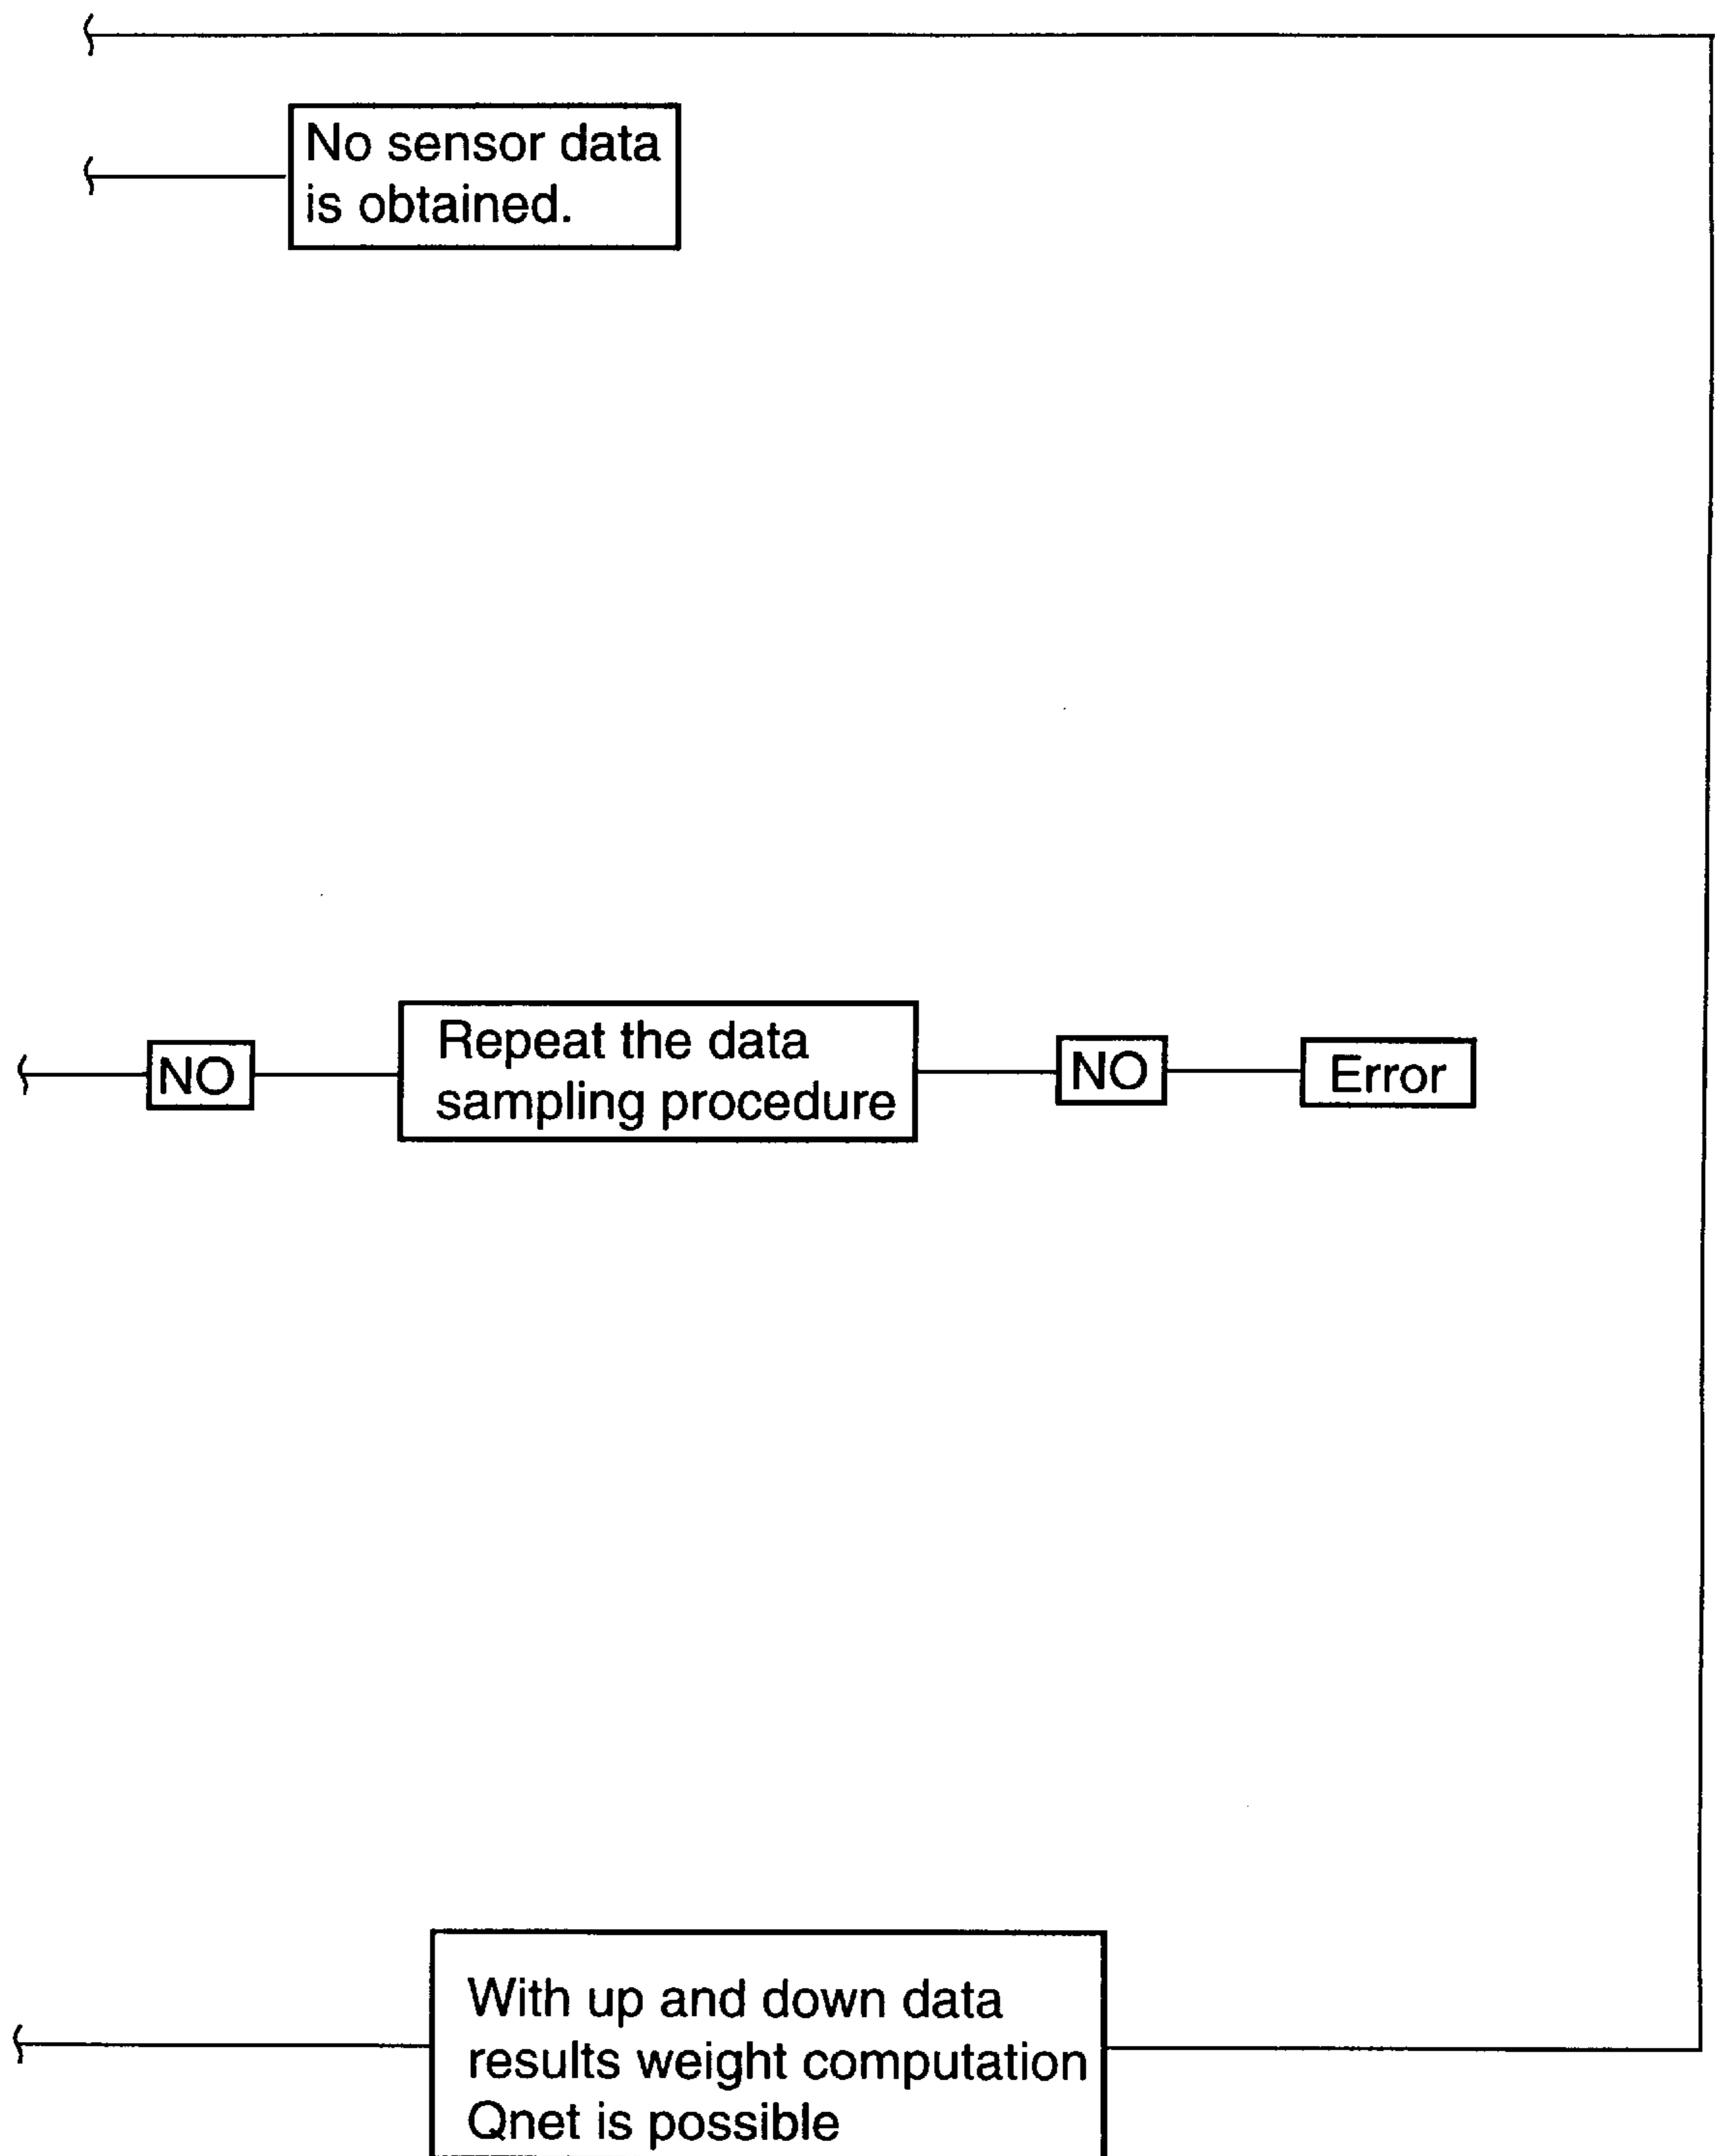 No sensor data
is obtained.
NO
Repeat the data
sampling procedure
NO
Error
With up and down data
results weight computation
Qnet is possible